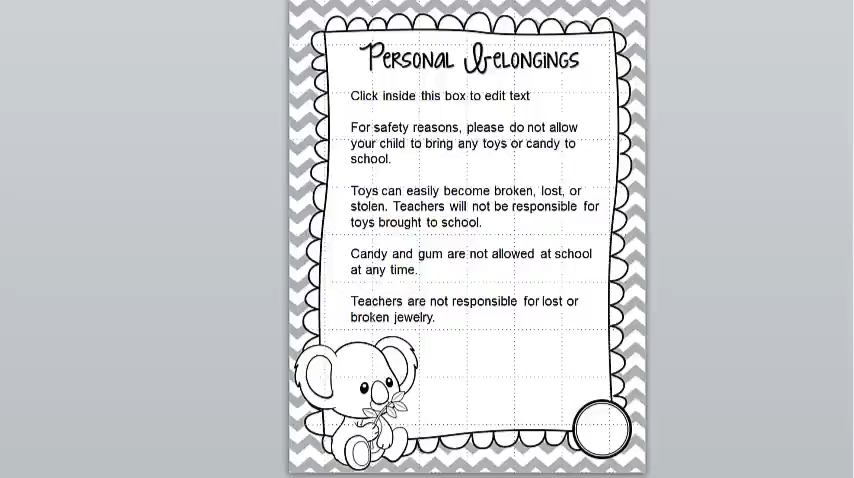 Personal Belongings
Click inside this box to edit text
For safety reasons, please do not allow
your child to bring any toys or candy to
school.
Toys can easily become broken, lost, or
stolen. Teachers will not be responsible for
toys brought to school.
Candy and gum are not allowed at school
at any time.
Teachers are not responsible for lost or
broken jewelry.